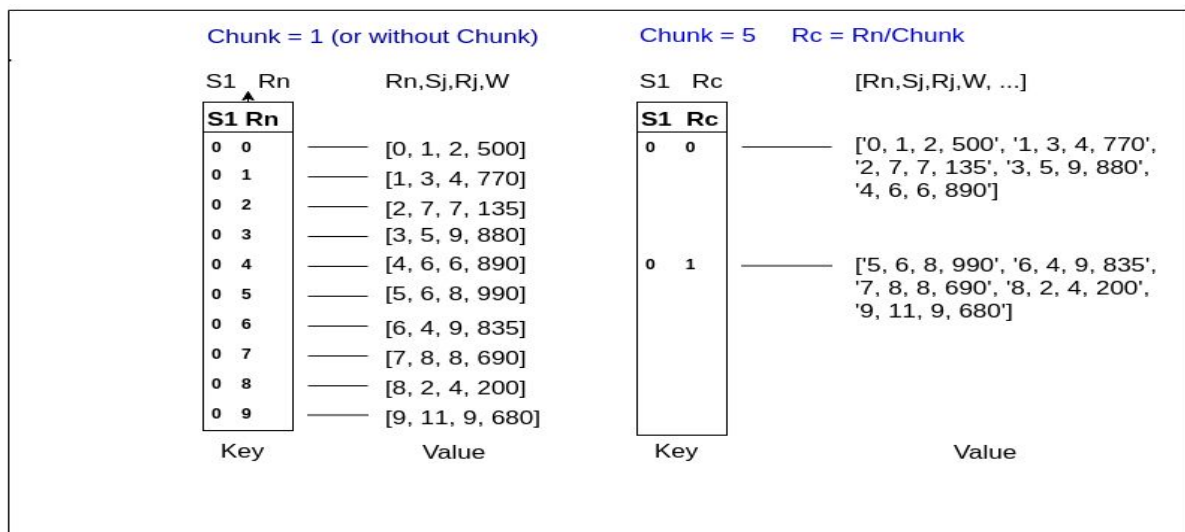 Chunk = 1 (or without Chunk)
Chunk = 5 Rc = Rn/Chunk
S1 Rn Rn,Sj,Rj,W
S1 Rc [Rn,Sj,Rj,W, ...]
S1 Rn
0 0 [0, 1, 2, 500]
0 1 [1, 3, 4, 770]
0 2 [2, 7, 7, 135]
0 3 [3, 5, 9, 880]
0 4 [4, 6, 6, 890]
0 5 [5, 6, 8, 990]
0 6 [6, 4, 9, 835]
0 7 [7, 8, 8, 690]
0 8 [8, 2, 4, 200]
0 9 [9, 11, 9, 680]
Key Value
S1 Rc
0 0 ['0, 1, 2, 500', '1, 3, 4, 770',
'2, 7, 7, 135', '3, 5, 9, 880',
'4, 6, 6, 890']
0 1 ['5, 6, 8, 990', '6, 4, 9, 835',
'7, 8, 8, 690', '8, 2, 4, 200',
'9, 11, 9, 680']
Key Value